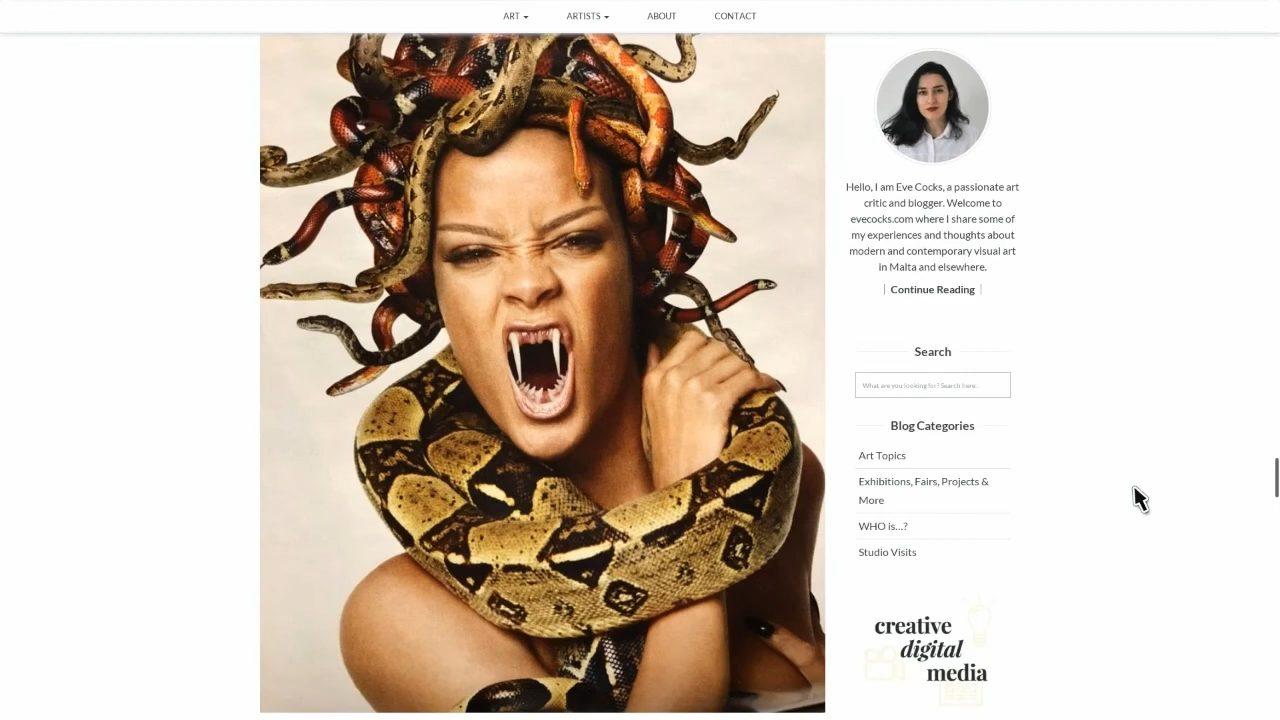 ART
ARTISTS
ABOUT
CONTACT
Hello, I am Eve Cocks, a passionate art
critic and blogger. Welcome to
evecocks.com where I share some of
my experiences and thoughts about
modern and contemporary visual art
in Malta and elsewhere.
| Continue Reading |
Search
What are you looking for? Search here...
Blog Categories
Art Topics
Exhibitions, Fairs, Projects &
More
WHO is...?
Studio Visits
creative
digital
media